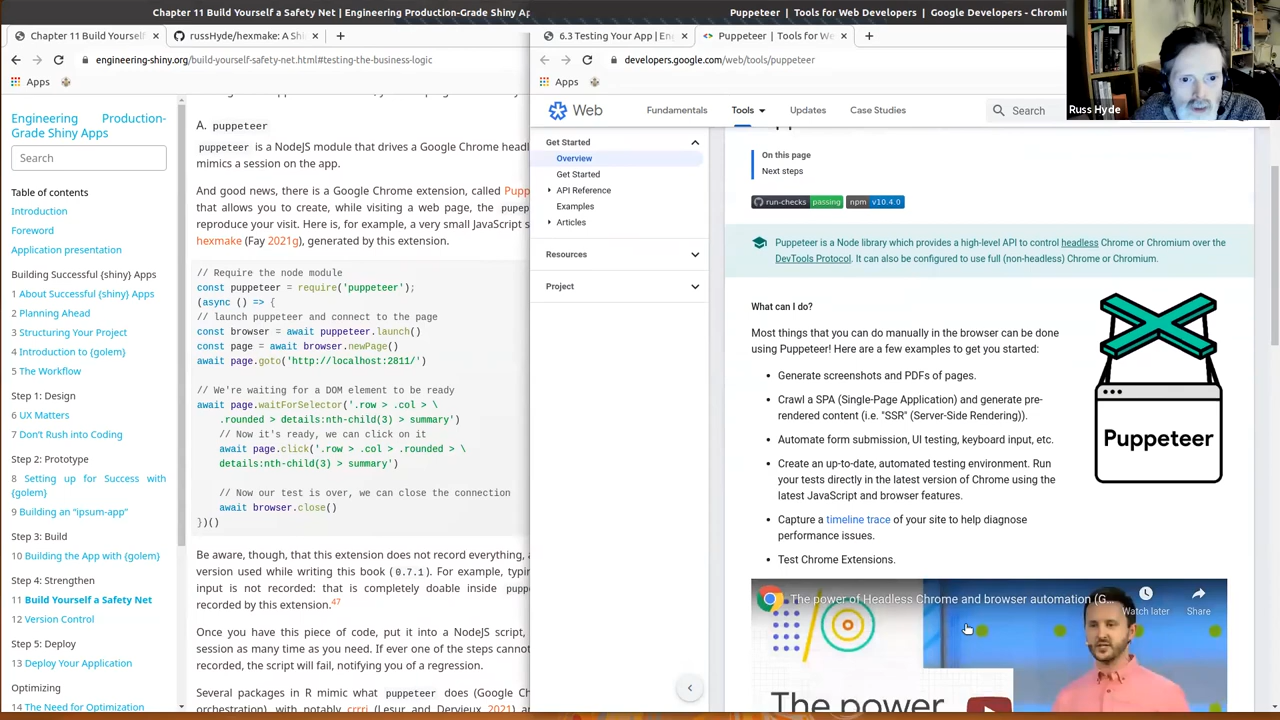 Chapter 11 Build Yourself a Safety Net | Engineering Production-Grade Shiny Ap
Puppeteer | Tools for Web Developers | Google Developers - Chromi
Chapter 11 Build Yourself
russHyde/hexmake: A Shi
6.3 Testing Your App | En
Puppeteer | Tools for We
engineering-shiny.org/build-yourself-safety-net.html#testing-the-business-logic
developers.google.com/web/tools/puppeteer
Apps
Apps
Russ Hyde
Engineering Production-
Grade Shiny Apps
Search
Table of contents
Introduction
Foreword
Application presentation
Building Successful {shiny} Apps
1 About Successful {shiny} Apps
2 Planning Ahead
3 Structuring Your Project
4 Introduction to {golem}
5 The Workflow
Step 1: Design
6 UX Matters
7 Don't Rush into Coding
Step 2: Prototype
8 Setting up for Success with
{golem}
9 Building an "ipsum-app"
Step 3: Build
10 Building the App with {golem}
Step 4: Strengthen
11 Build Yourself a Safety Net
12 Version Control
Step 5: Deploy
13 Deploy Your Application
Optimizing
14 The Need for Optimization
A. puppeteer
puppeteer is a NodeJS module that drives a Google Chrome headl
mimics a session on the app.
And good news, there is a Google Chrome extension, called Pupp
that allows you to create, while visiting a web page, the pupe
reproduce your visit. Here is, for example, a very small JavaScript s
hexmake (Fay 2021g), generated by this extension.
// Require the node module
const puppeteer = require('puppeteer');
(async () => {
// launch puppeteer and connect to the page
const browser = await puppeteer.launch()
const page = await browser.newPage()
await page.goto('http://localhost:2811/')
// We're waiting for a DOM element to be ready
await page.waitForSelector('.row > .col > \
.rounded > details:nth-child(3) > summary')
// Now it's ready, we can click on it
await page.click('.row > .col > .rounded > \
details:nth-child(3) > summary')
// Now our test is over, we can close the connection
await browser.close()
})()
Be aware, though, that this extension does not record everything, a
version used while writing this book (0.7.1). For example, typin
input is not recorded: that is completely doable inside pupp
recorded by this extension.47
Once you have this piece of code, put it into a NodeJS script,
session as many time as you need. If ever one of the steps cannot
recorded, the script will fail, notifying you of a regression.
Several packages in R mimic what puppeteer does (Google C
orchestration), with notably crrri (Lesur and Dervieux 2021) an
Web
Fundamentals
Tools
Updates
Case Studies
Search
Get Started
Overview
Get Started
API Reference
Examples
Articles
Resources
Project
On this page
Next steps
run-checks passing
npm v10.4.0
Puppeteer is a Node library which provides a high-level API to control headless Chrome or Chromium over the
DevTools Protocol. It can also be configured to use full (non-headless) Chrome or Chromium.
What can I do?
Most things that you can do manually in the browser can be done
using Puppeteer! Here are a few examples to get you started:
Generate screenshots and PDFs of pages.
Crawl a SPA (Single-Page Application) and generate pre-
rendered content (i.e. "SSR" (Server-Side Rendering)).
Automate form submission, UI testing, keyboard input, etc.
Create an up-to-date, automated testing environment. Run
your tests directly in the latest version of Chrome using the
latest JavaScript and browser features.
Capture a timeline trace of your site to help diagnose
performance issues.
Test Chrome Extensions.
Puppeteer
The power of Headless Chrome and browser automation (G...
Watch later
Share
The power